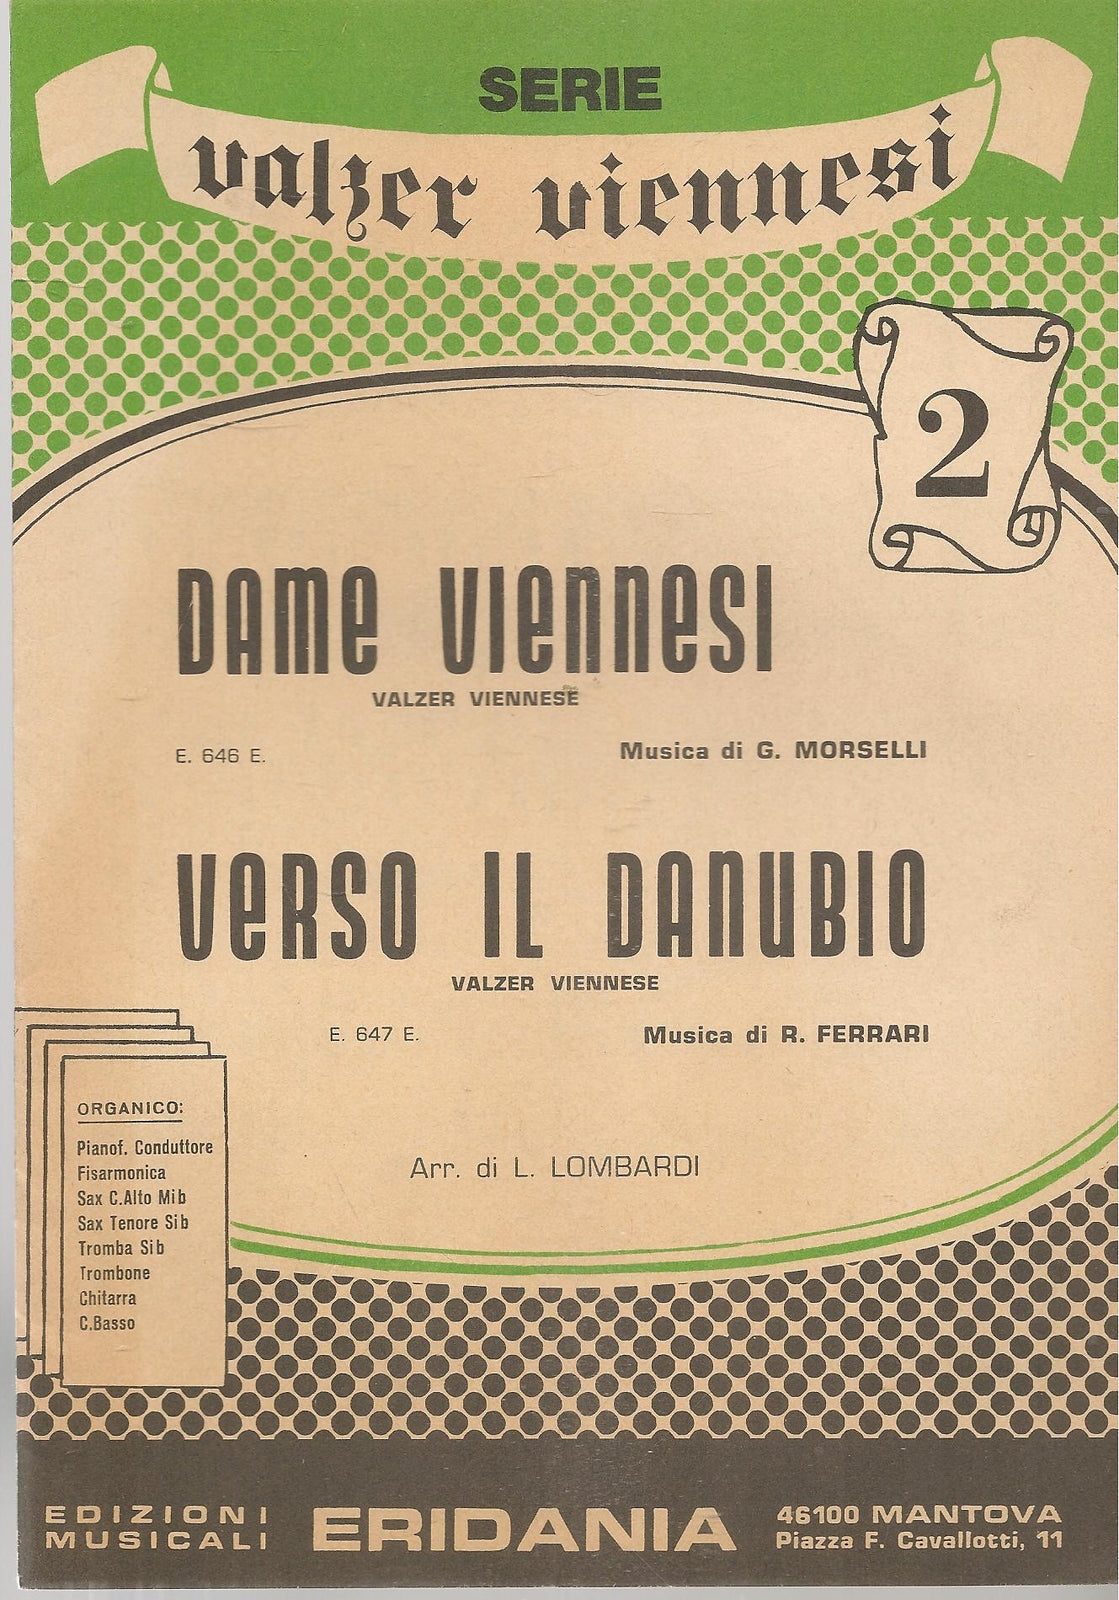 SERIE
valzer viennesi
2
DAME VIENNESI
VALZER VIENNESE
E. 646 E.
Musica di G. MORSELLI
VERSO IL DANUBIO
VALZER VIENNESE
E. 647 E.
Musica di R. FERRARI
Arr. di L. LOMBARDI
ORGANICO:
Pianof. Conduttore
Fisarmonica
Sax C.Alto Mib
Sax Tenore Sib
Tromba Sib
Trombone
Chitarra
C.Basso
EDIZIONI
MUSICALI
ERIDANIA
46100 MANTOVA
Piazza F. Cavallotti, 11